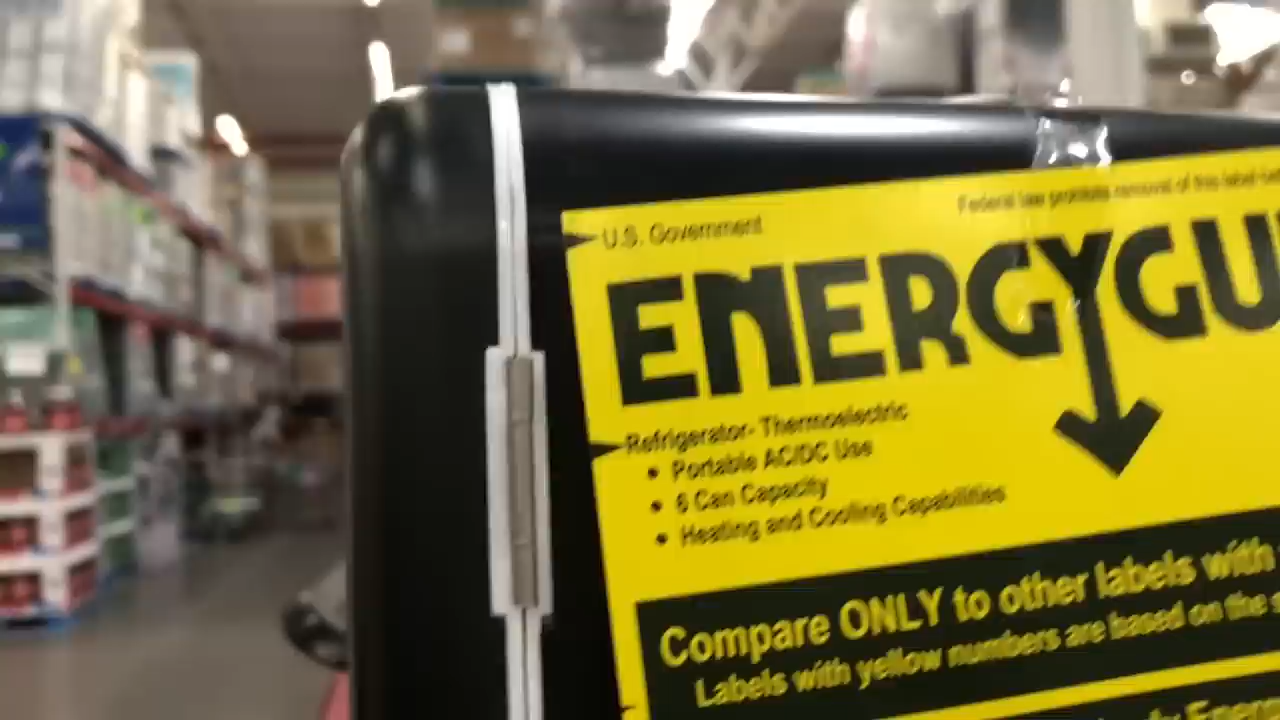 U.S. Government
Federal law prohibits removal of this label
ENERGYGU
Refrigerator- Thermoelectric
• Portable AC/DC Use
• 6 Can Capacity
• Heating and Cooling Capabilities
Compare ONLY to other labels with
Labels with yellow numbers are based on the